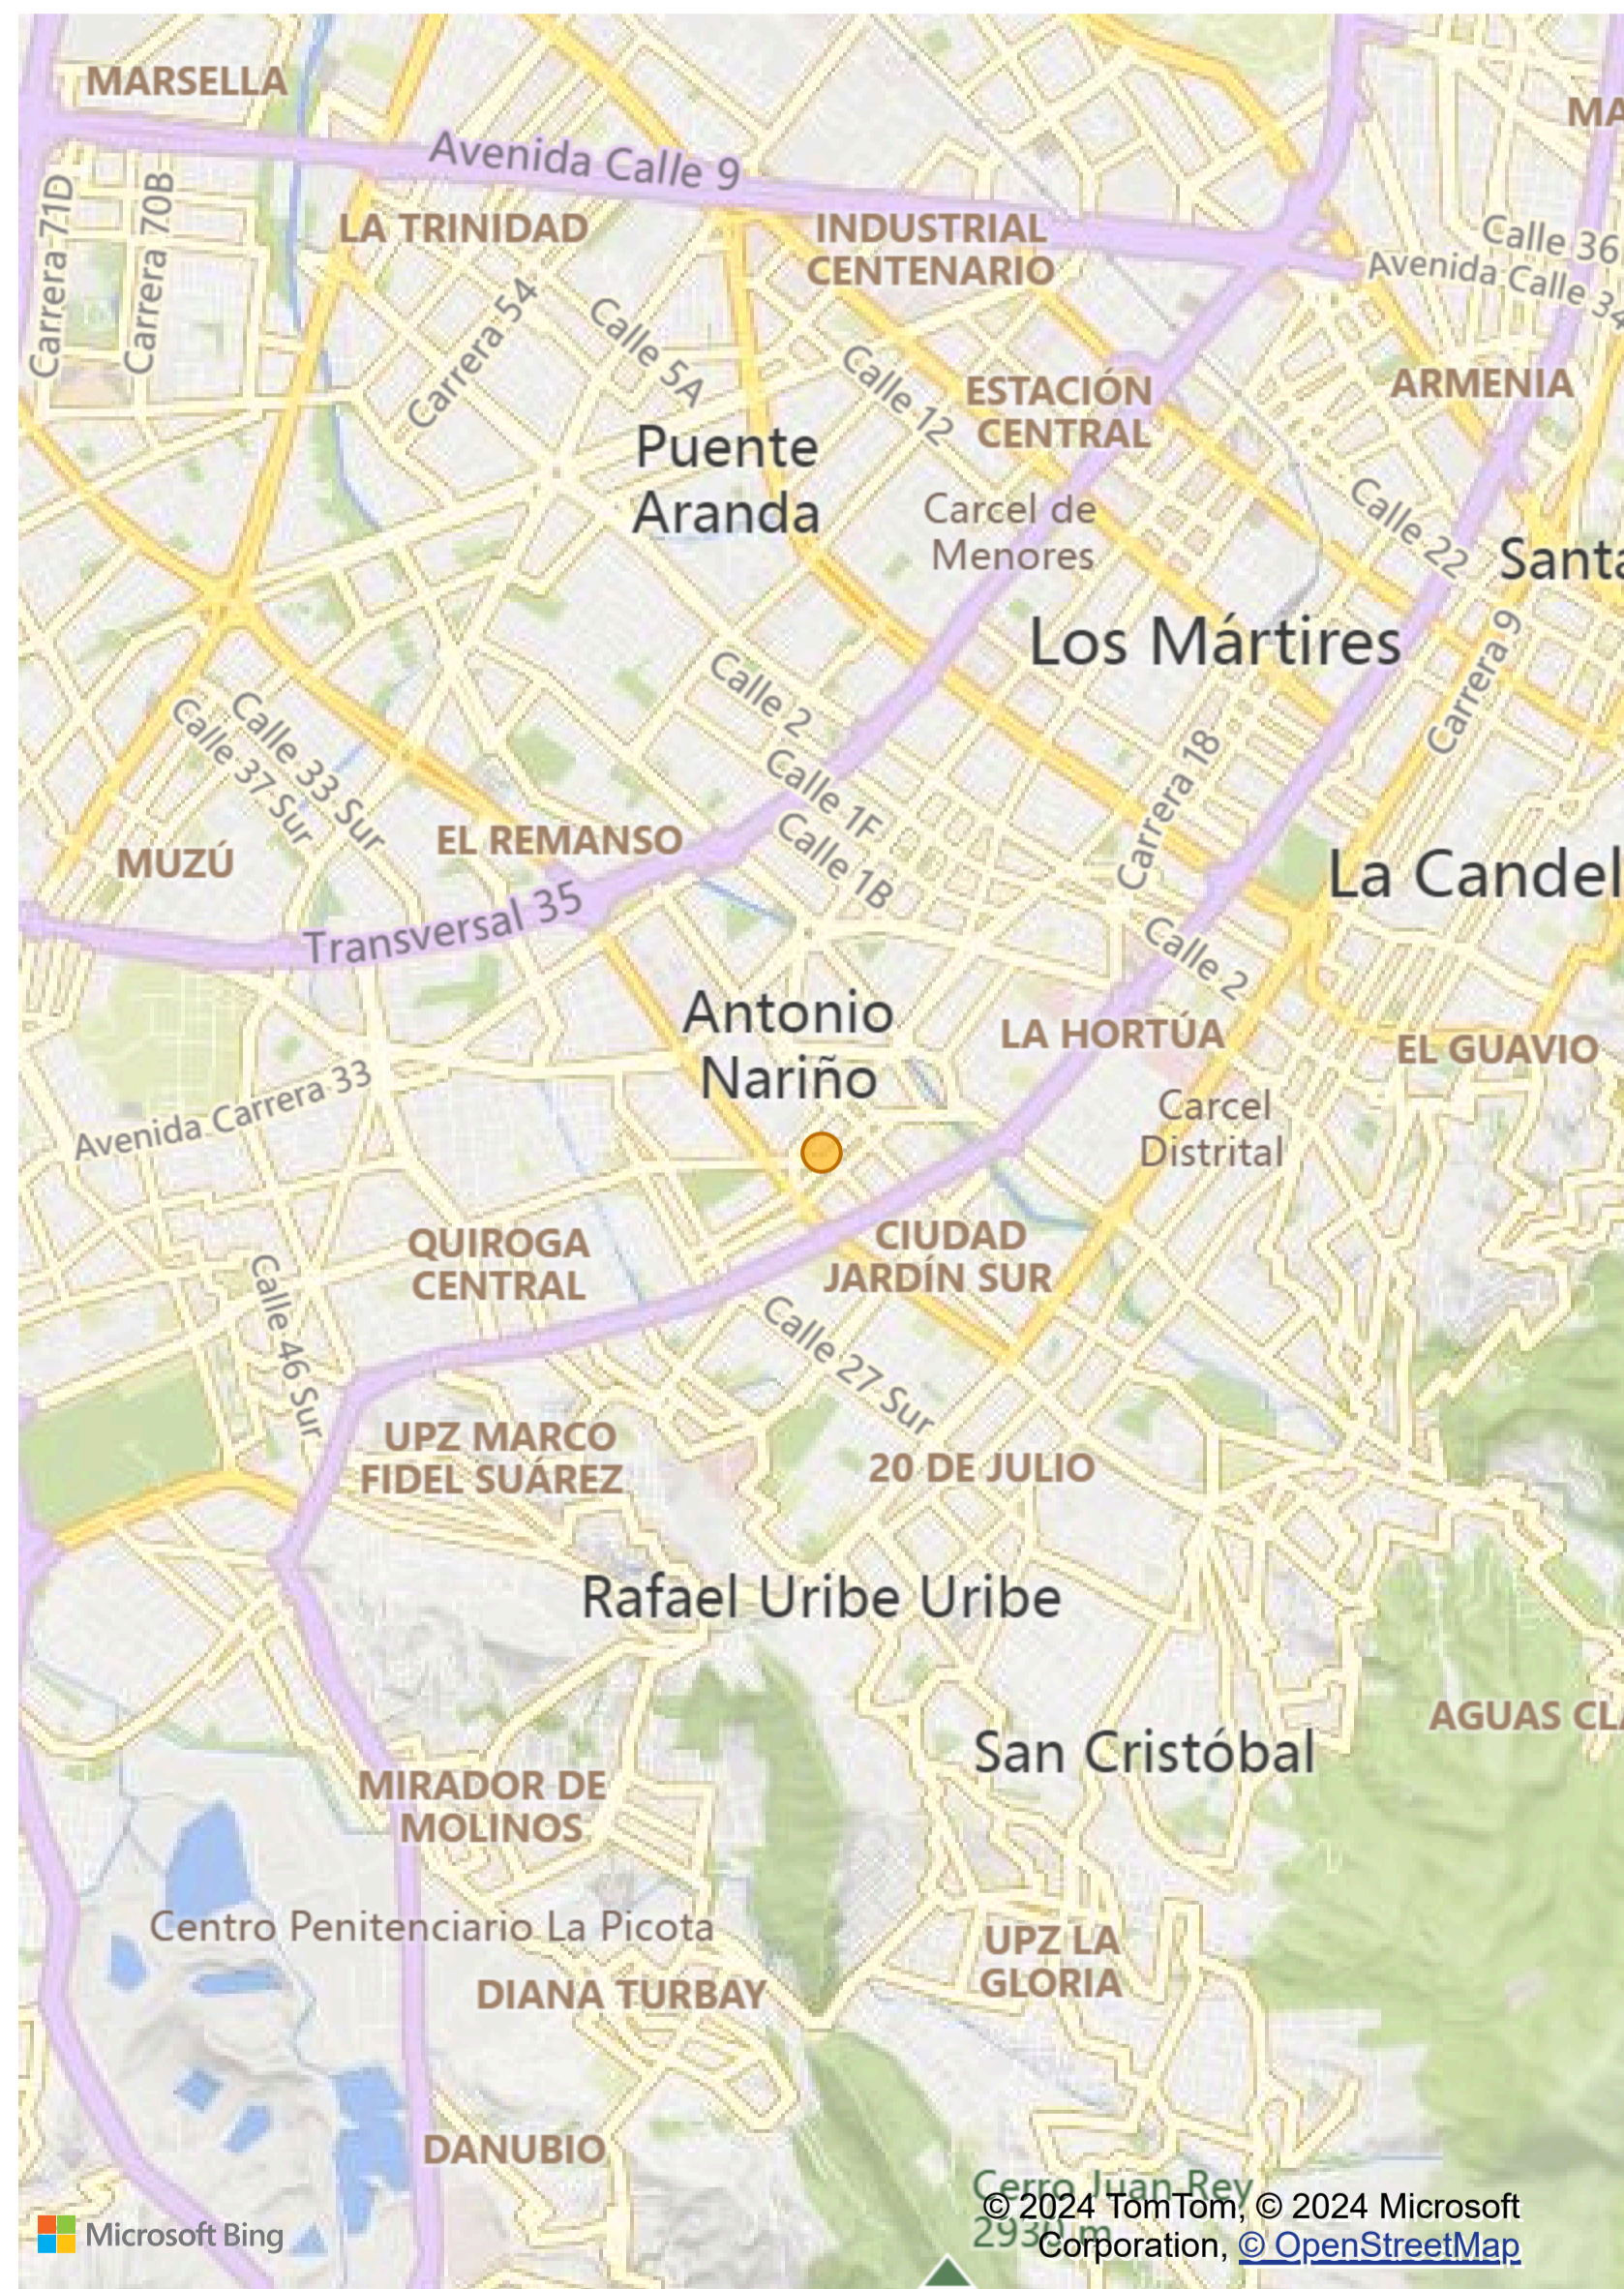 MARSELLA
MA
Avenida Calle 9
Carrera 71D
Carrera 70B
LA TRINIDAD
INDUSTRIAL
CENTENARIO
Calle 36
Avenida Calle 34
Carrera 54
Calle 5A
Calle 12
ESTACIÓN
CENTRAL
ARMENIA
Puente
Aranda
Carcel de
Menores
Calle 22
Santa
Los Mártires
Carrera 9
Calle 2
Calle 33 Sur
Calle 37 Sur
Calle 1F
Carrera 18
Calle 1B
EL REMANSO
MUZÚ
La Candel
Transversal 35
Calle 2
Antonio
Nariño
LA HORTÚA
EL GUAVIO
Avenida Carrera 33
Carcel
Distrital
QUIROGA
CENTRAL
CIUDAD
JARDÍN SUR
Calle 46 Sur
Calle 27 Sur
UPZ MARCO
FIDEL SUÁREZ
20 DE JULIO
Rafael Uribe Uribe
AGUAS CLA
San Cristóbal
MIRADOR DE
MOLINOS
Centro Penitenciario La Picota
UPZ LA
GLORIA
DIANA TURBAY
DANUBIO
Cerro Juan Rey
© 2024 TomTom, © 2024 Microsoft
Corporation, © OpenStreetMap
Microsoft Bing